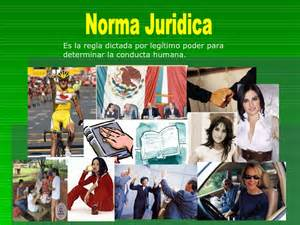 Norma Juridica
Es la regla dictada por legítimo poder para
determinar la conducta humana.